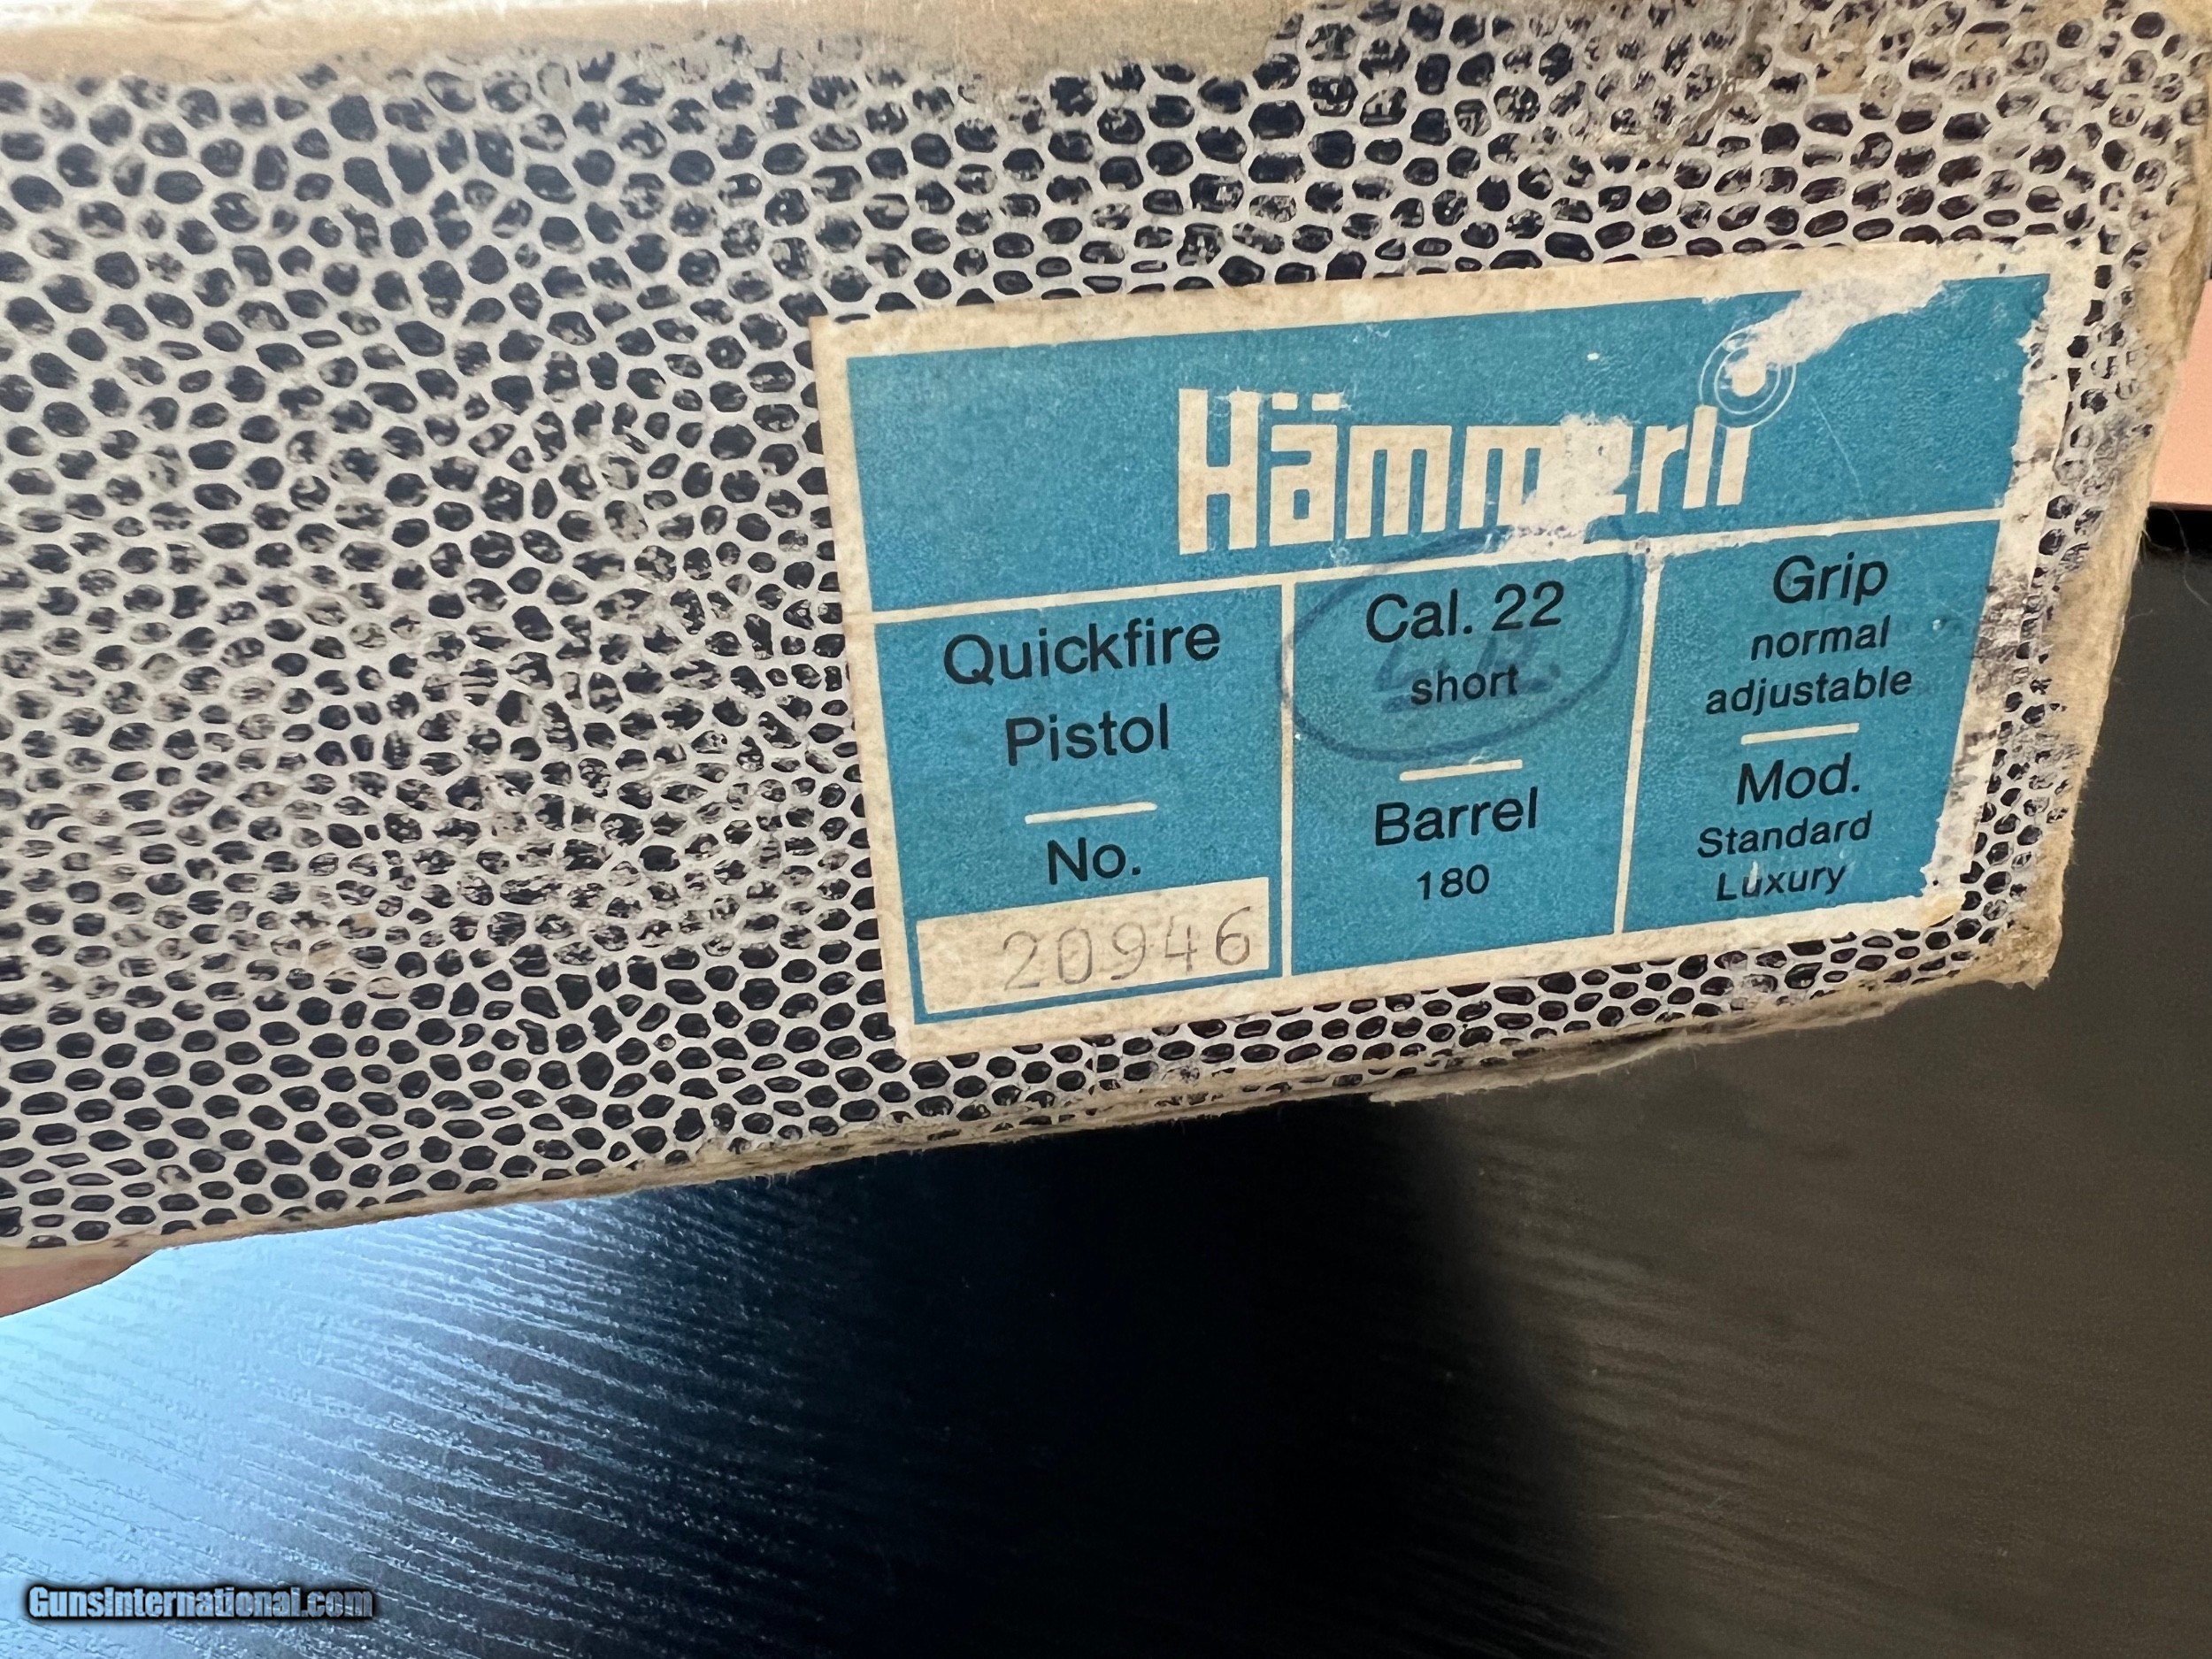 Hämmerli
Quickfire
Pistol
No.
20946
Cal. 22
short
Barrel
180
Grip
normal
adjustable
Mod.
Standard
Luxury
GunsInternational.com